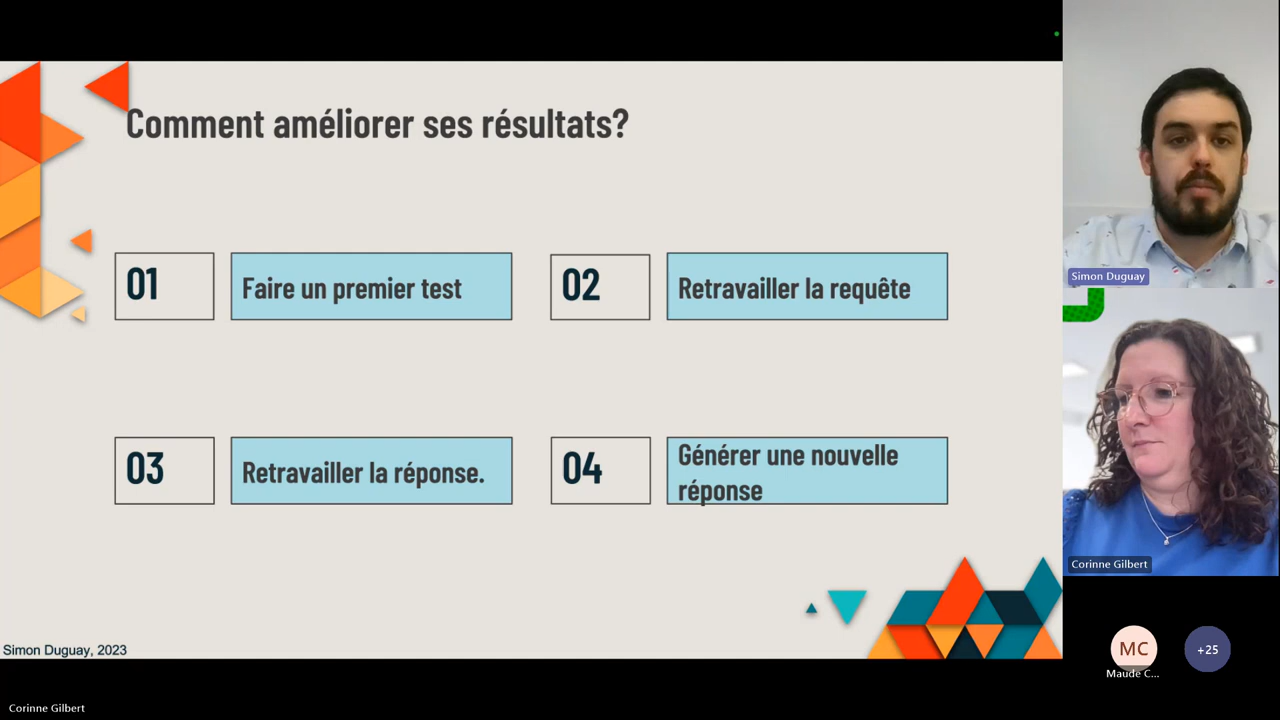 Comment améliorer ses résultats?
01
Faire un premier test
02
Retravailler la requête
03
Retravailler la réponse.
04
Générer une nouvelle
réponse
Simon Duguay, 2023
Corinne Gilbert
Simon Duguay
Corinne Gilbert
MC
Maude C...
+25